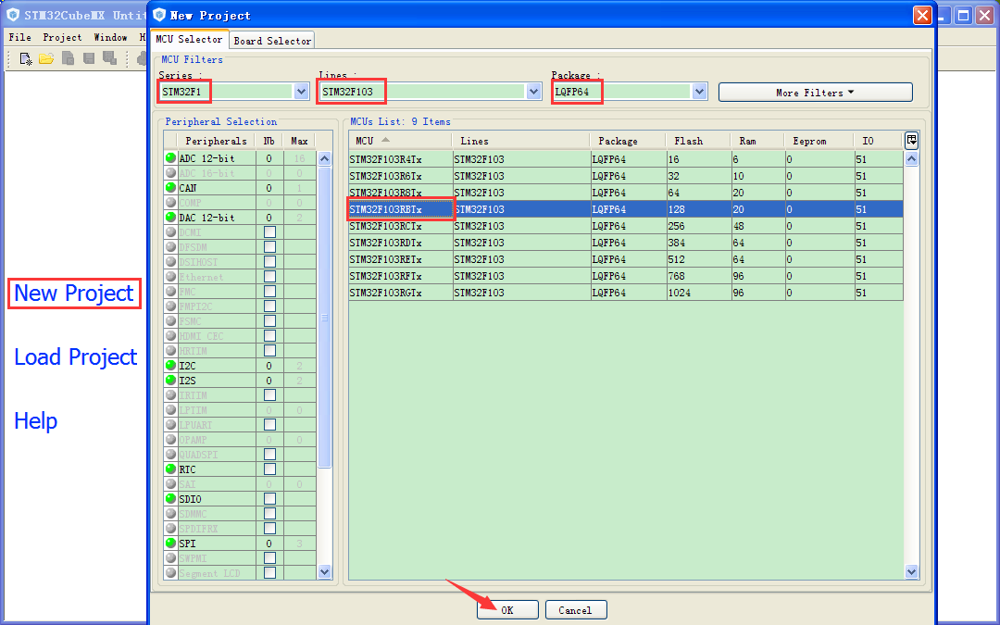 STM32CubeMX Unti
New Project
File Project Window H
MCU Selector Board Selector
MCU Filters
Series : Lines : Package :
STM32F1 STM32F103 LQFP64 More Filters
Peripheral Selection
Peripherals Nb Max
ADC 12-bit 0 16
ADC 16-bit 0 0
CAN 0 1
COMP 0 0
DAC 12-bit 0 2
DCMI
DFSDM
DSIHOST
Ethernet
FMC
FMPI2C
FSMC
HDMI CEC
HRTIM
I2C 0 2
I2S 0 2
IRTIM
LPTIM 0 0
LPUART
OPAMP 0 0
QUADSPI
RTC
SAI 0 0
SDIO
SDMMC
SPDIFRX
SPI 0 3
SWPMI
Segment LCD
MCUs List: 9 Items
MCU Lines Package Flash Ram Eeprom IO
STM32F103R4Tx STM32F103 LQFP64 16 6 0 51
STM32F103R6Tx STM32F103 LQFP64 32 10 0 51
STM32F103R8Tx STM32F103 LQFP64 64 20 0 51
STM32F103RBTx STM32F103 LQFP64 128 20 0 51
STM32F103RCTx STM32F103 LQFP64 256 48 0 51
STM32F103RDTx STM32F103 LQFP64 384 64 0 51
STM32F103RETx STM32F103 LQFP64 512 64 0 51
STM32F103RFTx STM32F103 LQFP64 768 96 0 51
STM32F103RGTx STM32F103 LQFP64 1024 96 0 51
New Project
Load Project
Help
OK Cancel